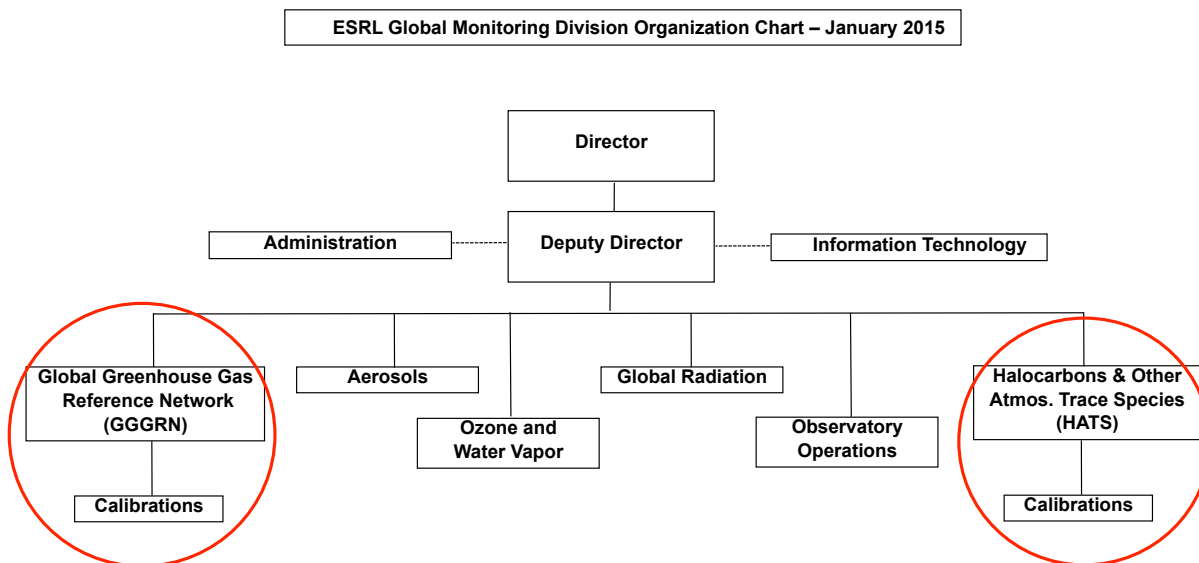 ESRL Global Monitoring Division Organization Chart – January 2015
Director
Administration
Deputy Director
Information Technology
Global Greenhouse Gas
Reference Network
(GGGRN)
Aerosols
Ozone and
Water Vapor
Global Radiation
Observatory
Operations
Halocarbons & Other
Atmos. Trace Species
(HATS)
Calibrations
Calibrations